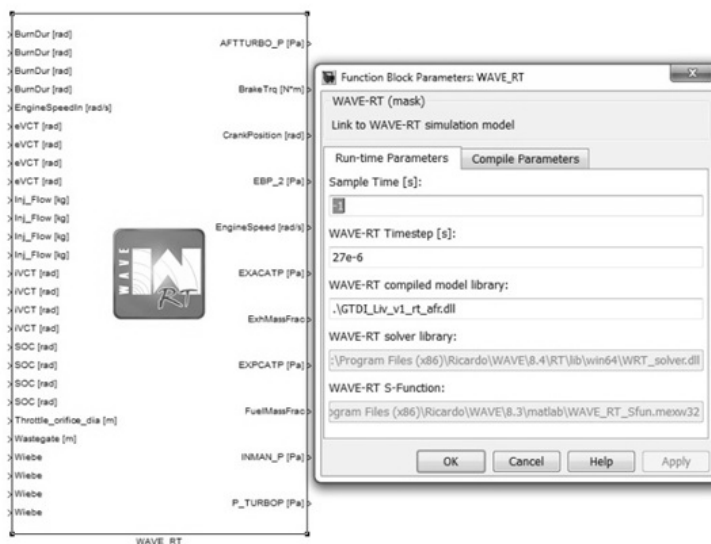 BurnDur [rad]
BurnDur [rad]
BurnDur [rad]
BurnDur [rad]
EngineSpeedIn [rad/s]
eVCT [rad]
eVCT [rad]
eVCT [rad]
eVCT [rad]
Inj_Flow [kg]
Inj_Flow [kg]
Inj_Flow [kg]
Inj_Flow [kg]
iVCT [rad]
iVCT [rad]
iVCT [rad]
iVCT [rad]
SOC [rad]
SOC [rad]
SOC [rad]
SOC [rad]
Throttle_orifice_dia [m]
Wastegate [m]
Wiebe
Wiebe
Wiebe
Wiebe
WAVE
RT
AFTTURBO_P [Pa]
BrakeTrq [N*m]
CrankPosition [rad]
EBP_2 [Pa]
EngineSpeed [rad/s]
EXACATP [Pa]
ExhMassFrac
EXPCATP [Pa]
FuelMassFrac
INMAN_P [Pa]
P_TURBOP [Pa]
WAVE_RT
Function Block Parameters: WAVE_RT
WAVE-RT (mask)
Link to WAVE-RT simulation model
Run-time Parameters
Compile Parameters
Sample Time [s]:
-1
WAVE-RT Timestep [s]:
27e-6
WAVE-RT compiled model library:
.\GTDI_Liv_v1_rt_afr.dll
WAVE-RT solver library:
:\Program Files (x86)\Ricardo\WAVE\8.4\RT\lib\win64\WRT_solver.dll
WAVE-RT S-Function:
ogram Files (x86)\Ricardo\WAVE\8.3\matlab\WAVE_RT_Sfun.mexw32
OK
Cancel
Help
Apply